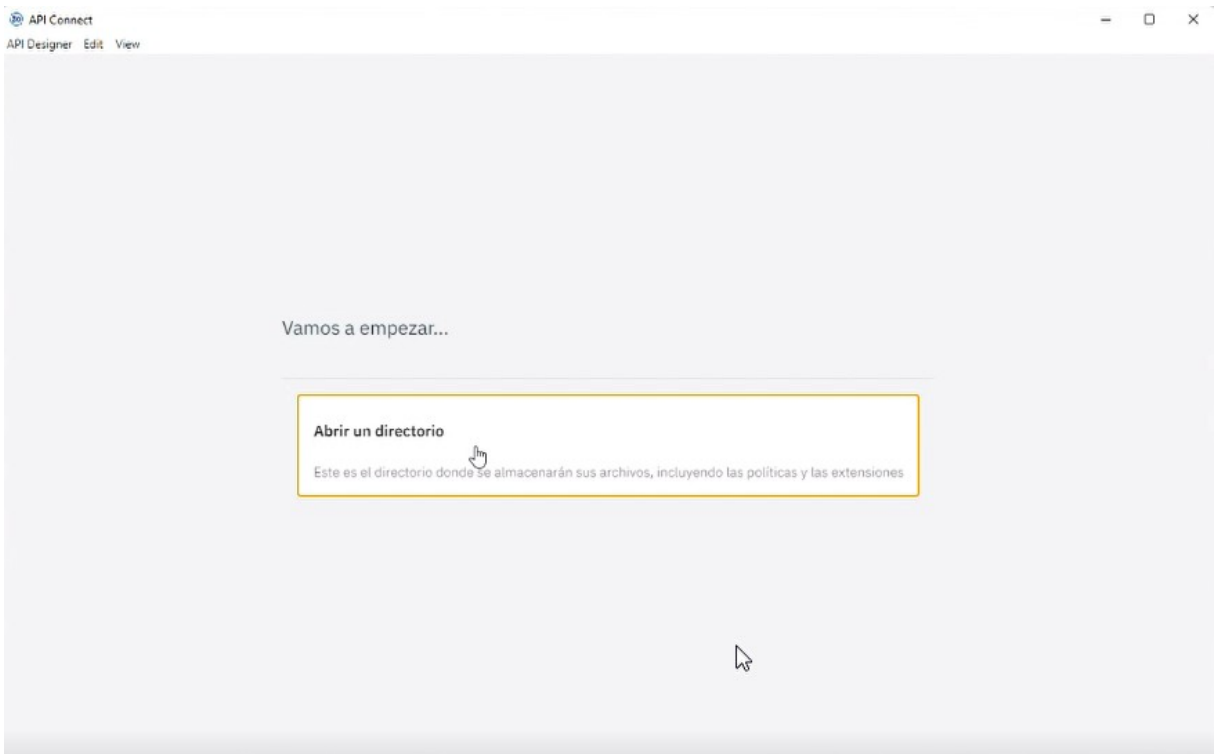 API Connect
API Designer Edit View
Vamos a empezar...
Abrir un directorio
Este es el directorio donde se almacenarán sus archivos, incluyendo las políticas y las extensiones